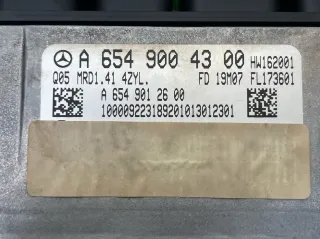 A 654 900 43 00 HW162001
Q05 MRD1.41 4ZYL. FD 19M07 FL173601
A 654 901 26 00
100009223189201013012301